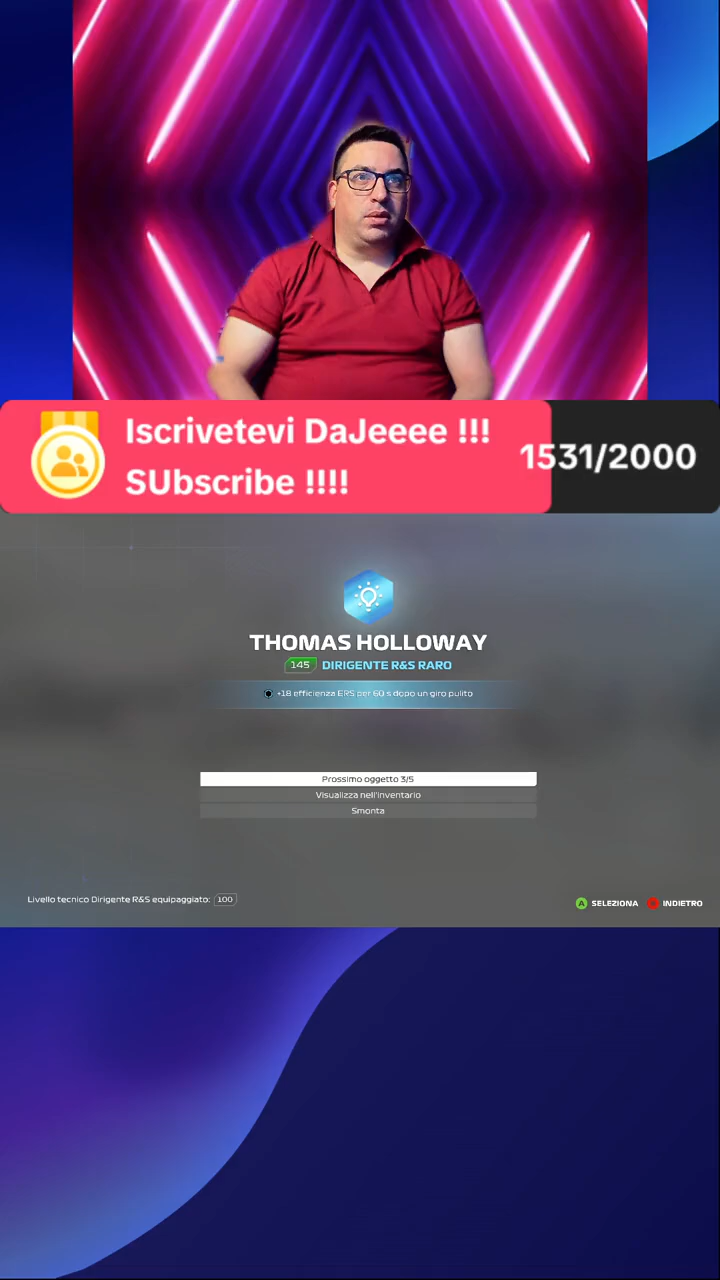 Iscrivetevi DaJeeee !!!
SUbscribe !!!!
1531/2000
THOMAS HOLLOWAY
145 DIRIGENTE R&S RARO
+18 efficienza ERS per 60 s dopo un giro pulito
Prossimo oggetto 3/5
Visualizza nell'inventario
Smonta
Livello tecnico Dirigente R&S equipaggiato: 100
A SELEZIONA INDIETRO